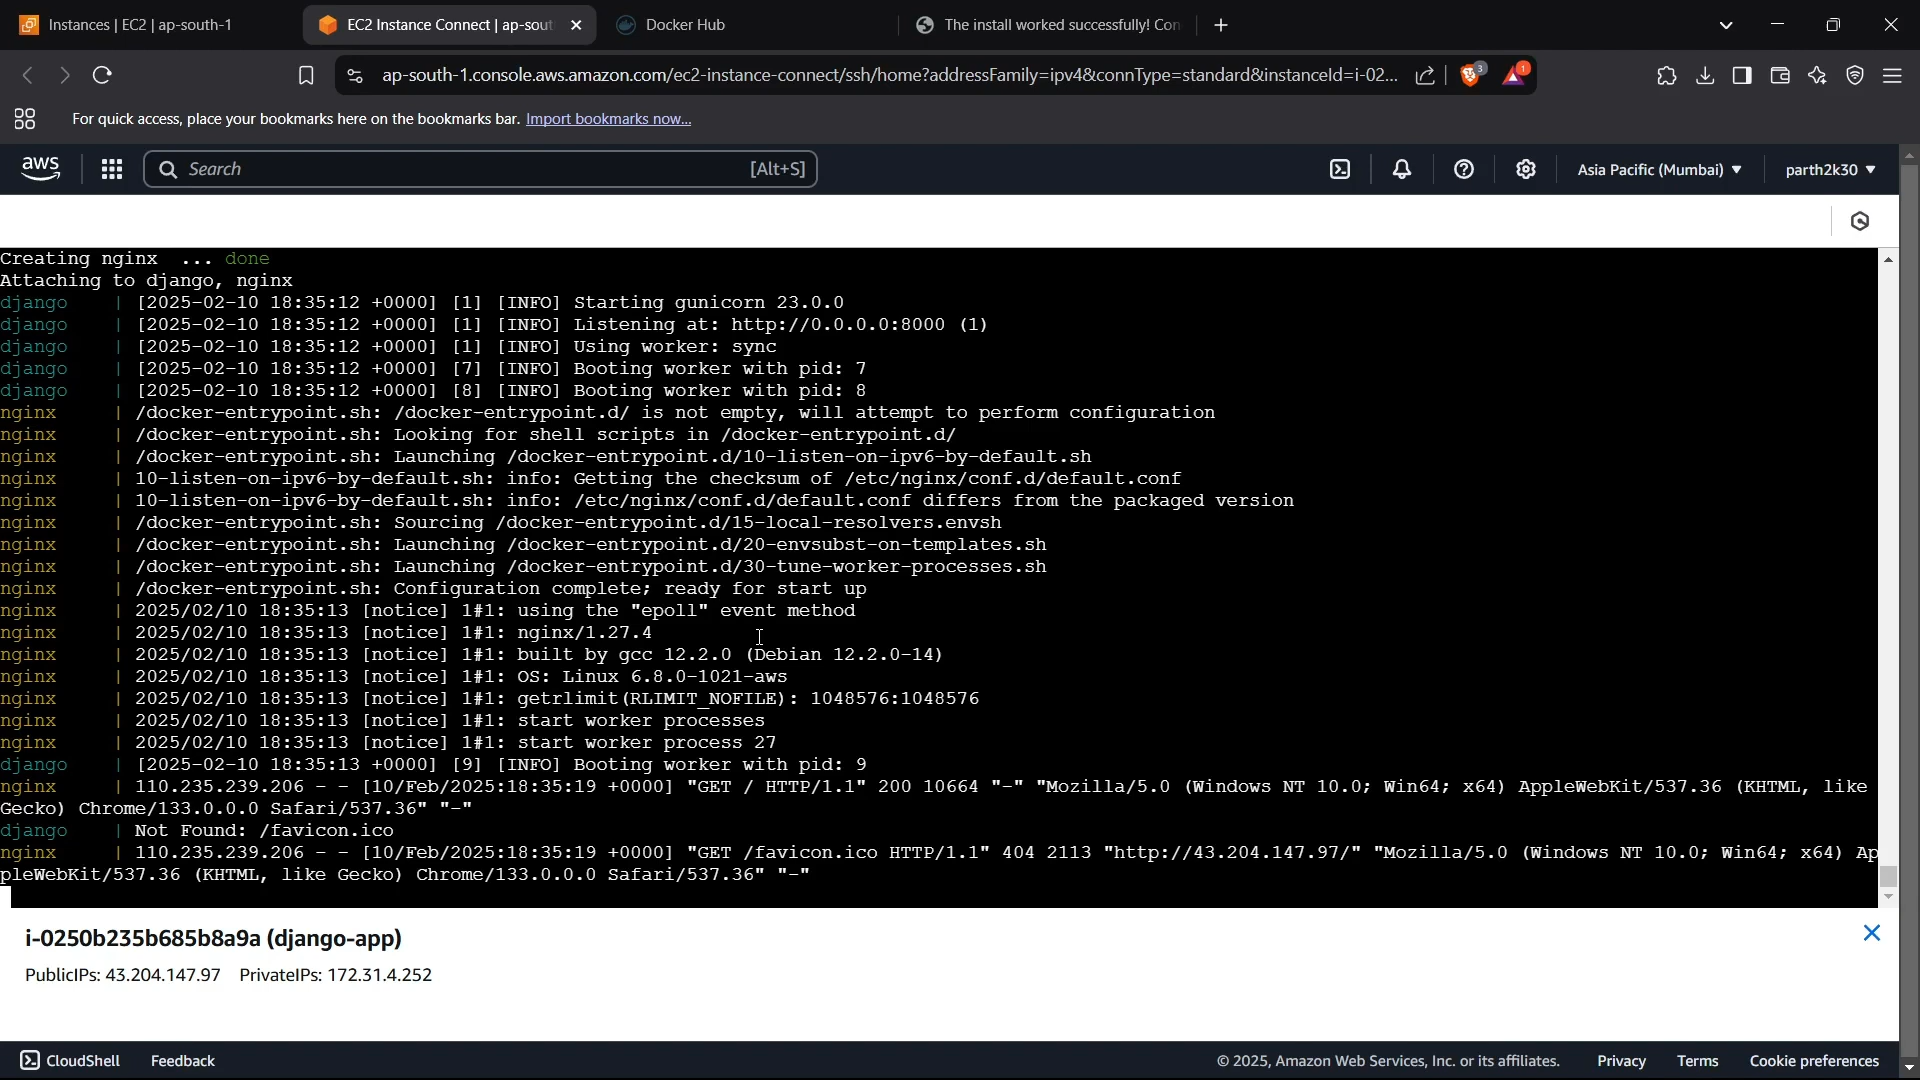 Instances | EC2 | ap-south-1
EC2 Instance Connect | ap-sout
Docker Hub
The install worked successfully! Con
ap-south-1.console.aws.amazon.com/ec2-instance-connect/ssh/home?addressFamily=ipv4&connType=standard&instanceId=i-02...
3
1
For quick access, place your bookmarks here on the bookmarks bar. Import bookmarks now...
aws
Search
[Alt+S]
Asia Pacific (Mumbai)
parth2k30
Creating nginx  ... done
Attaching to django, nginx
django    | [2025-02-10 18:35:12 +0000] [1] [INFO] Starting gunicorn 23.0.0
django    | [2025-02-10 18:35:12 +0000] [1] [INFO] Listening at: http://0.0.0.0:8000 (1)
django    | [2025-02-10 18:35:12 +0000] [1] [INFO] Using worker: sync
django    | [2025-02-10 18:35:12 +0000] [7] [INFO] Booting worker with pid: 7
django    | [2025-02-10 18:35:12 +0000] [8] [INFO] Booting worker with pid: 8
nginx     | /docker-entrypoint.sh: /docker-entrypoint.d/ is not empty, will attempt to perform configuration
nginx     | /docker-entrypoint.sh: Looking for shell scripts in /docker-entrypoint.d/
nginx     | /docker-entrypoint.sh: Launching /docker-entrypoint.d/10-listen-on-ipv6-by-default.sh
nginx     | 10-listen-on-ipv6-by-default.sh: info: Getting the checksum of /etc/nginx/conf.d/default.conf
nginx     | 10-listen-on-ipv6-by-default.sh: info: /etc/nginx/conf.d/default.conf differs from the packaged version
nginx     | /docker-entrypoint.sh: Sourcing /docker-entrypoint.d/15-local-resolvers.envsh
nginx     | /docker-entrypoint.sh: Launching /docker-entrypoint.d/20-envsubst-on-templates.sh
nginx     | /docker-entrypoint.sh: Launching /docker-entrypoint.d/30-tune-worker-processes.sh
nginx     | /docker-entrypoint.sh: Configuration complete; ready for start up
nginx     | 2025/02/10 18:35:13 [notice] 1#1: using the "epoll" event method
nginx     | 2025/02/10 18:35:13 [notice] 1#1: nginx/1.27.4
nginx     | 2025/02/10 18:35:13 [notice] 1#1: built by gcc 12.2.0 (Debian 12.2.0-14)
nginx     | 2025/02/10 18:35:13 [notice] 1#1: OS: Linux 6.8.0-1021-aws
nginx     | 2025/02/10 18:35:13 [notice] 1#1: getrlimit(RLIMIT_NOFILE): 1048576:1048576
nginx     | 2025/02/10 18:35:13 [notice] 1#1: start worker processes
nginx     | 2025/02/10 18:35:13 [notice] 1#1: start worker process 27
django    | [2025-02-10 18:35:13 +0000] [9] [INFO] Booting worker with pid: 9
nginx     | 110.235.239.206 - - [10/Feb/2025:18:35:19 +0000] "GET / HTTP/1.1" 200 10664 "-" "Mozilla/5.0 (Windows NT 10.0; Win64; x64) AppleWebKit/537.36 (KHTML, like
Gecko) Chrome/133.0.0.0 Safari/537.36" "-"
django    | Not Found: /favicon.ico
nginx     | 110.235.239.206 - - [10/Feb/2025:18:35:19 +0000] "GET /favicon.ico HTTP/1.1" 404 2113 "http://43.204.147.97/" "Mozilla/5.0 (Windows NT 10.0; Win64; x64) Ap
pleWebKit/537.36 (KHTML, like Gecko) Chrome/133.0.0.0 Safari/537.36" "-"
i-0250b235b685b8a9a (django-app)
PublicIPs: 43.204.147.97 PrivateIPs: 172.31.4.252
CloudShell
Feedback
© 2025, Amazon Web Services, Inc. or its affiliates.
Privacy
Terms
Cookie preferences